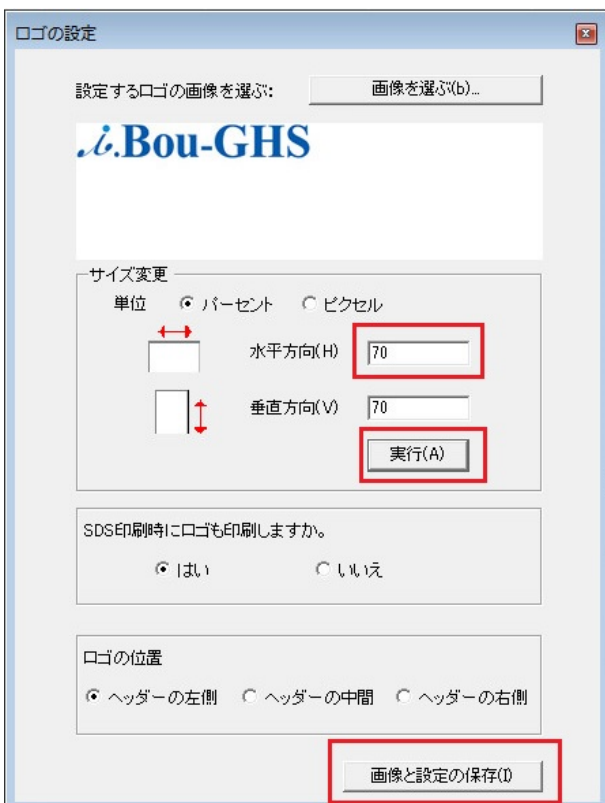 ロゴの設定
設定するロゴの画像を選ぶ: 画像を選ぶ(b)...
i.Bou-GHS
サイズ変更
単位 パーセント ピクセル
水平方向(H) 70
垂直方向(V) 70
実行(A)
SDS印刷時にロゴも印刷しますか。
はい いいえ
ロゴの位置
ヘッダーの左側 ヘッダーの中間 ヘッダーの右側
画像と設定の保存(I)